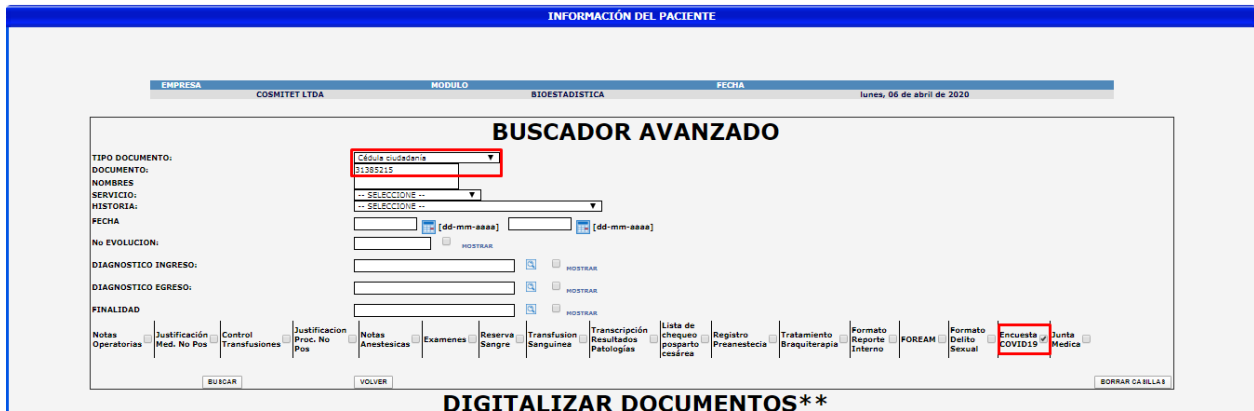 INFORMACIÓN DEL PACIENTE
EMPRESA MODULO FECHA
COSMITET LTDA BIOESTADISTICA lunes, 06 de abril de 2020
BUSCADOR AVANZADO
TIPO DOCUMENTO: Cédula ciudadanía
DOCUMENTO: 31385215
NOMBRES
SERVICIO: -- SELECCIONE --
HISTORIA: -- SELECCIONE --
FECHA [dd-mm-aaaa] [dd-mm-aaaa]
No EVOLUCION: MOSTRAR
DIAGNOSTICO INGRESO: MOSTRAR
DIAGNOSTICO EGRESO: MOSTRAR
FINALIDAD MOSTRAR
Notas Operatorias
Justificación Med. No Pos
Control Transfusiones
Justificacion Proc. No Pos
Notas Anestesicas
Examenes
Reserva Sangre
Transfusion Sanguinea
Transcripción Resultados Patologías
Lista de chequeo posparto cesárea
Registro Preanestecia
Tratamiento Braquiterapia
Formato Reporte Interno
FOREAM
Formato Delito Sexual
Encuesta COVID19
Junta Medica
BUSCAR VOLVER BORRAR CASILLAS
DIGITALIZAR DOCUMENTOS**